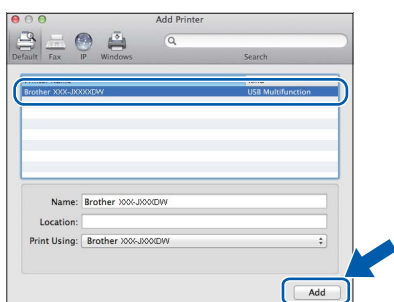 Add Printer
Default Fax IP Windows Search
Brother XXX-JXXXXDW USB Multifunction
Name: Brother XXX-JXXXDW
Location:
Print Using: Brother XXX-JXXXDW
Add